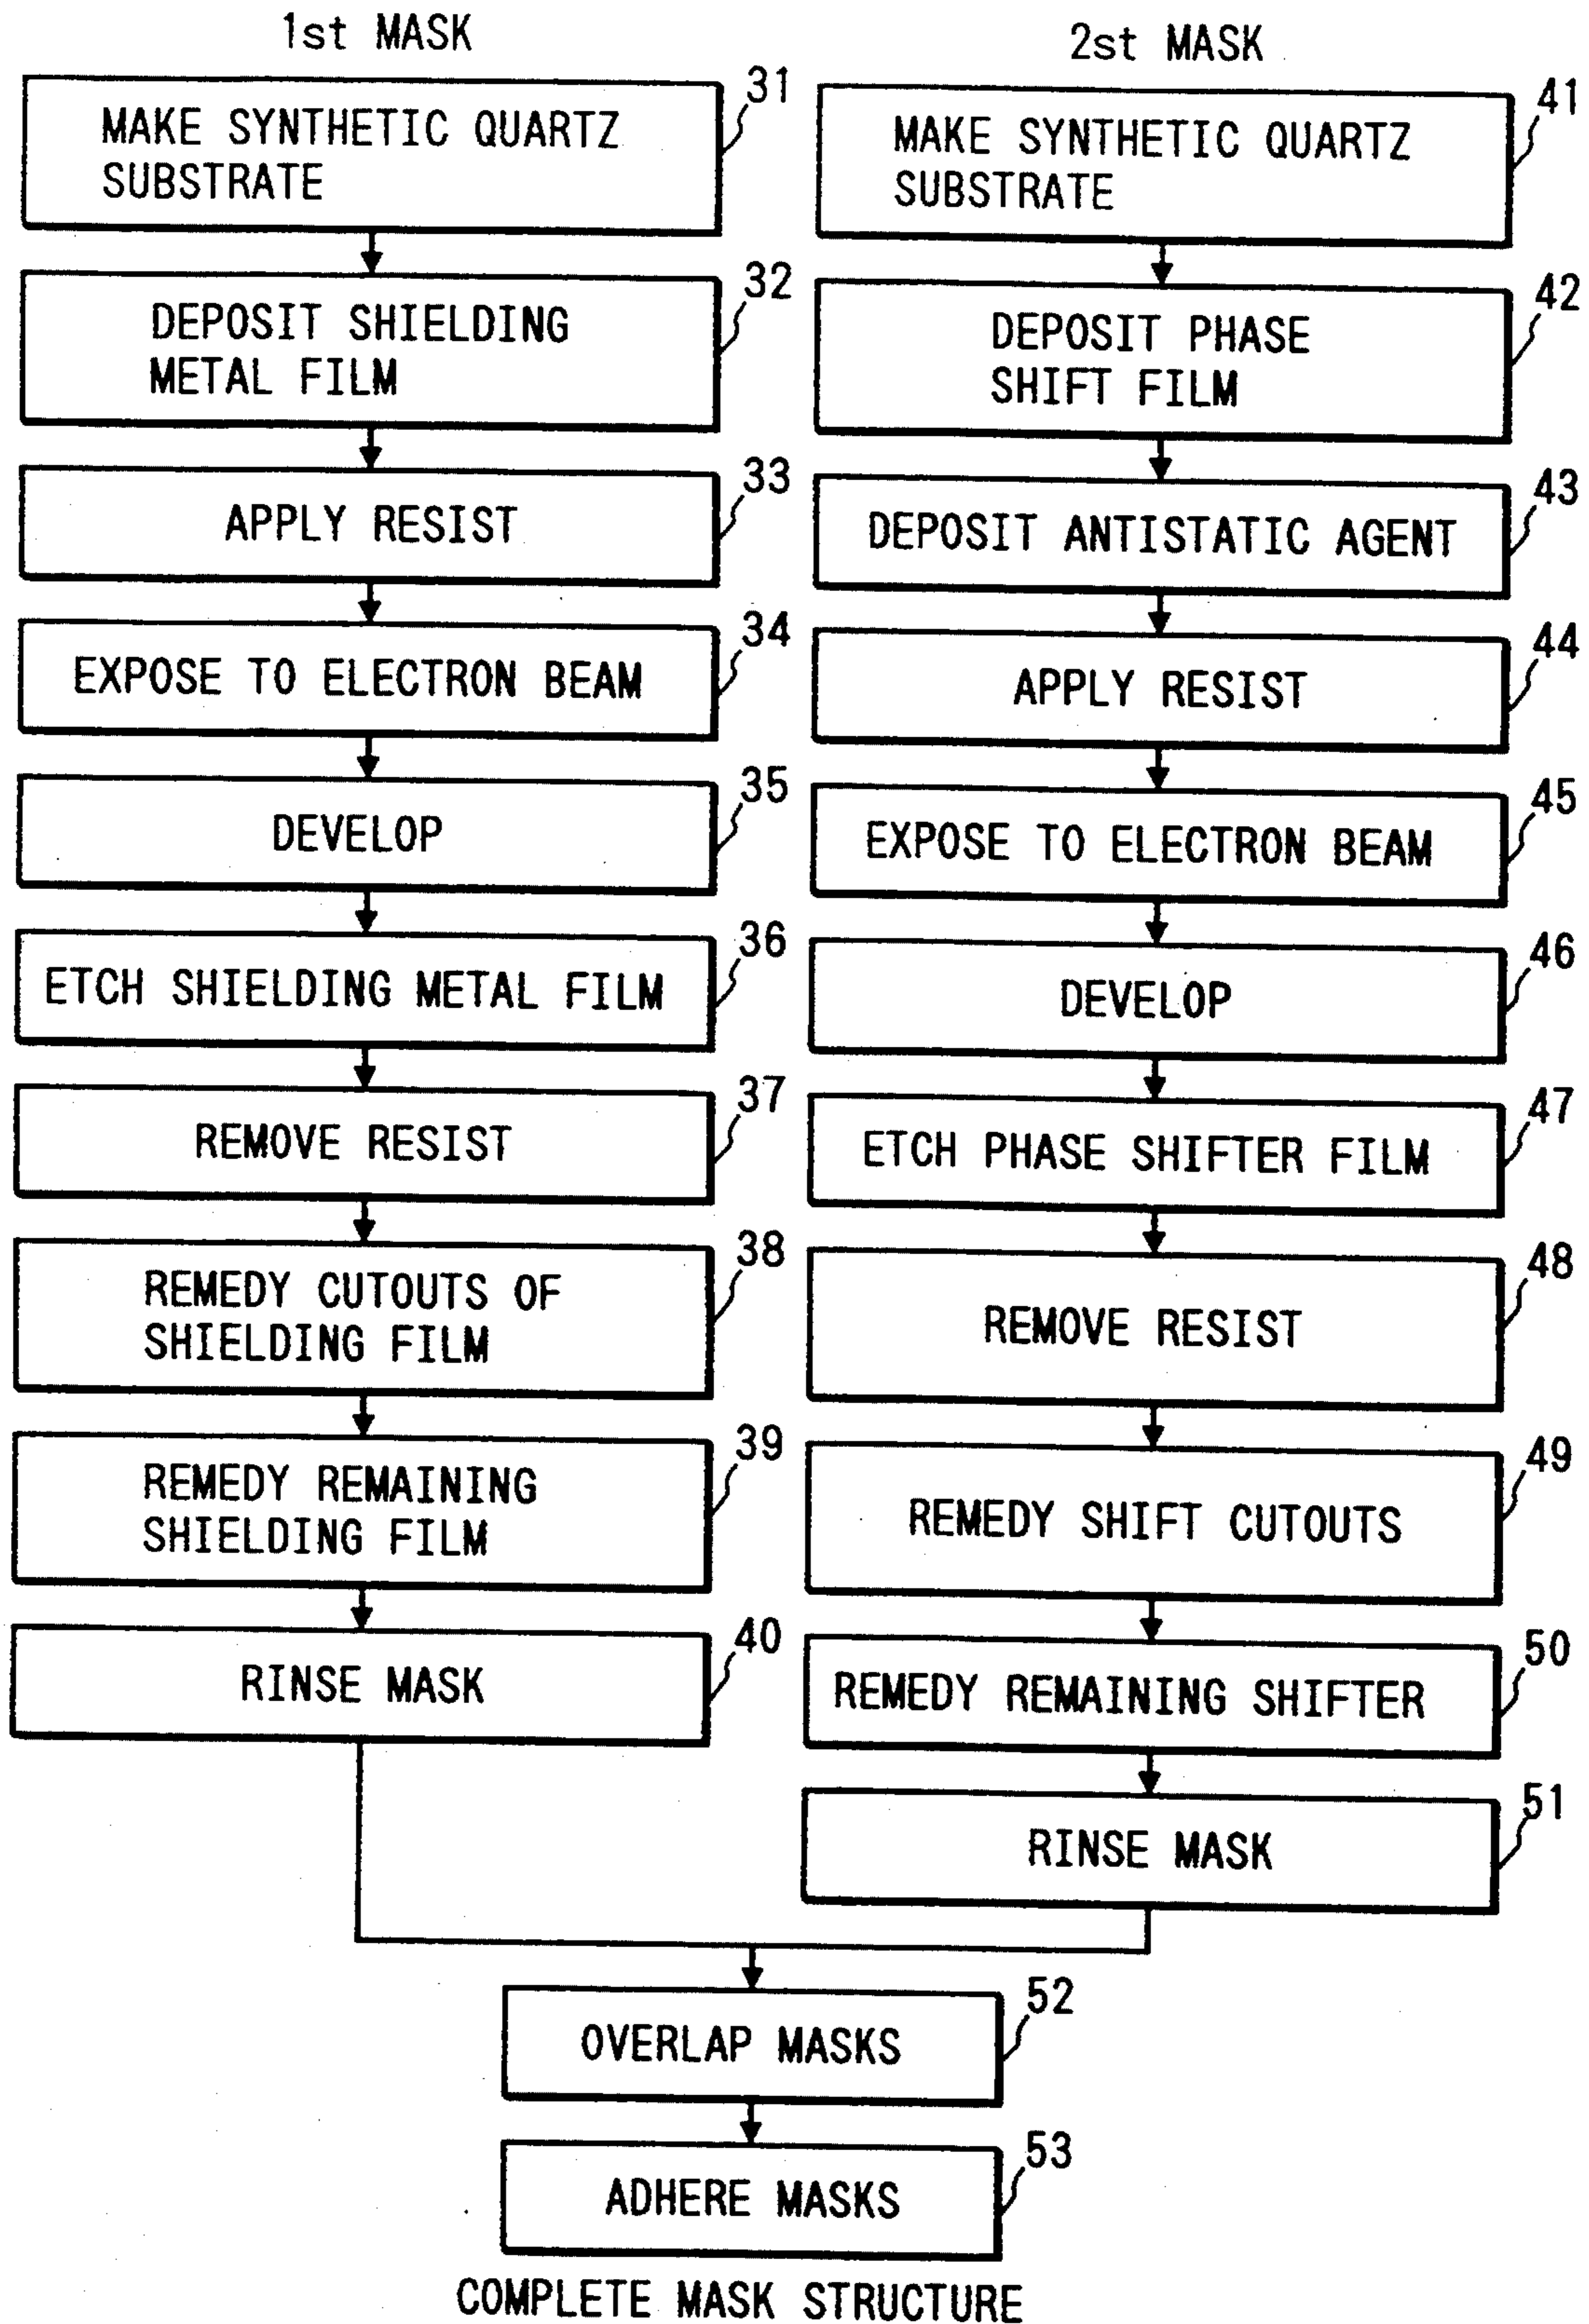 1st MASK
31
MAKE SYNTHETIC QUARTZ
SUBSTRATE
32
DEPOSIT SHIELDING
METAL FILM
33
APPLY RESIST
34
EXPOSE TO ELECTRON BEAM
35
DEVELOP
36
ETCH SHIELDING METAL FILM
37
REMOVE RESIST
38
REMEDY CUTOUTS OF
SHIELDING FILM
39
REMEDY REMAINING
SHIELDING FILM
40
RINSE MASK
2st MASK
41
MAKE SYNTHETIC QUARTZ
SUBSTRATE
42
DEPOSIT PHASE
SHIFT FILM
43
DEPOSIT ANTISTATIC AGENT
44
APPLY RESIST
45
EXPOSE TO ELECTRON BEAM
46
DEVELOP
47
ETCH PHASE SHIFTER FILM
48
REMOVE RESIST
49
REMEDY SHIFT CUTOUTS
50
REMEDY REMAINING SHIFTER
51
RINSE MASK
52
OVERLAP MASKS
53
ADHERE MASKS
COMPLETE MASK STRUCTURE